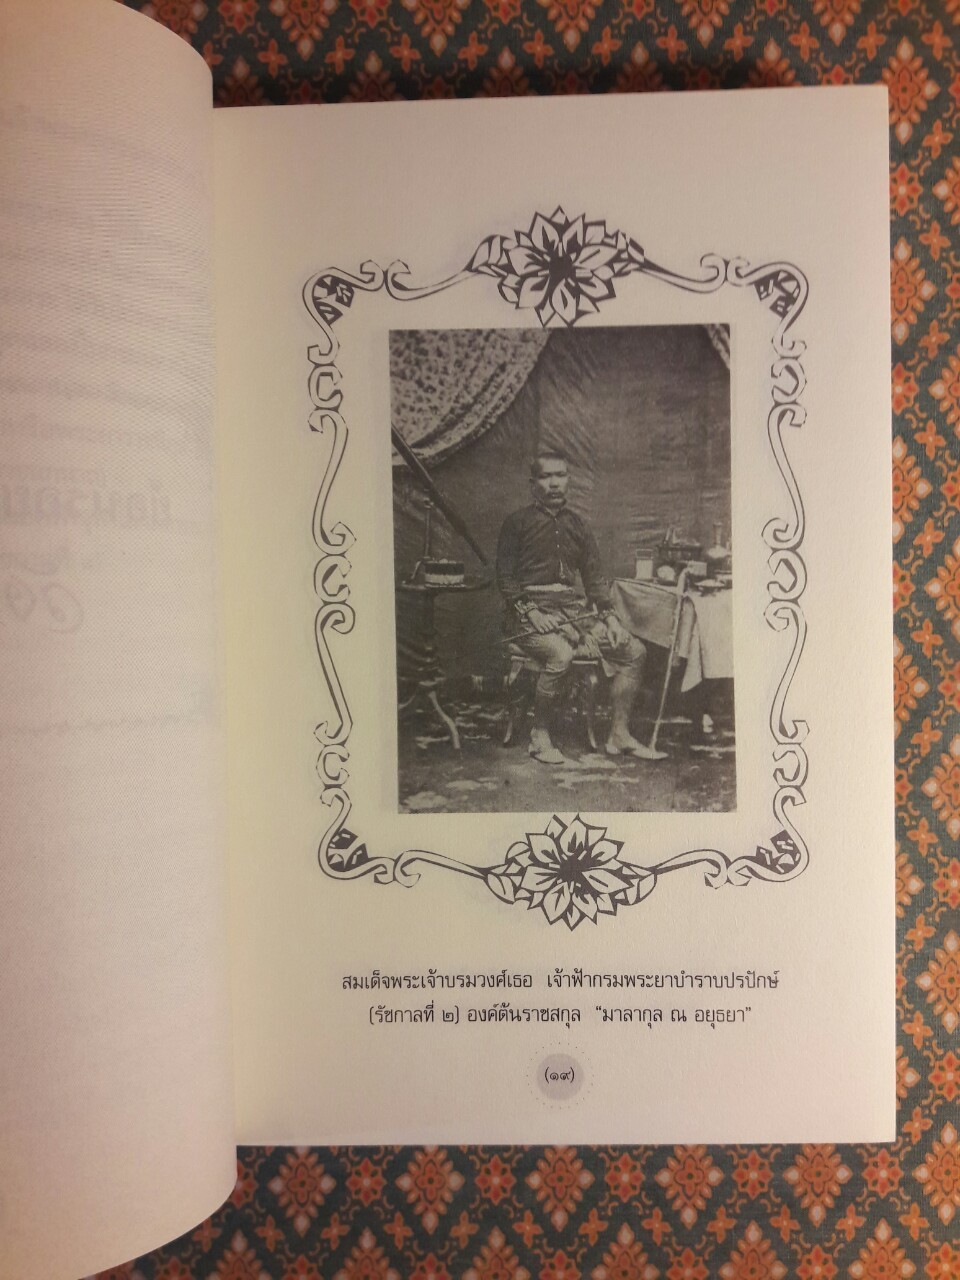 สมเด็จพระเจ้าบรมวงศ์เธอ เจ้าฟ้ากรมพระยาบำราบปรปักษ์
(รัชกาลที่ ๒) องค์ต้นราชสกุล “มาลากุล ณ อยุธยา”
(๑๙)